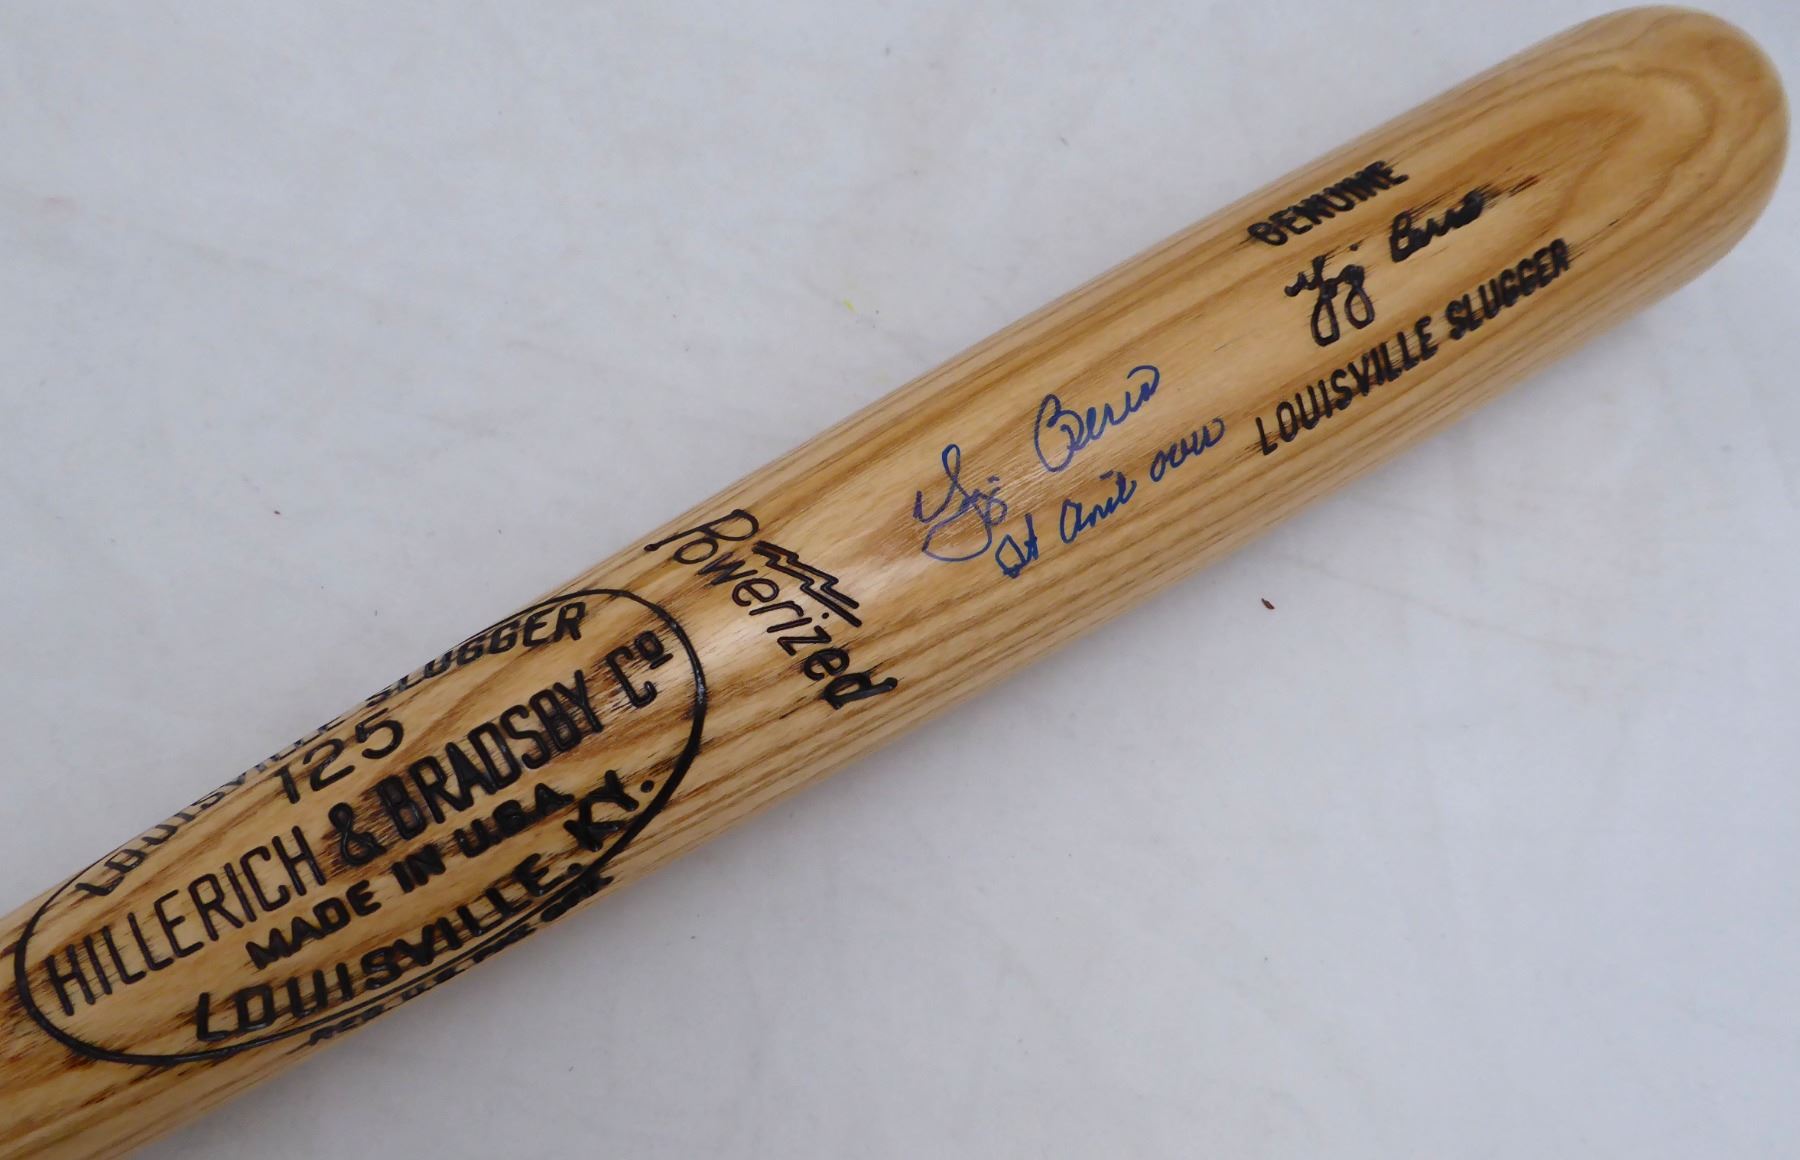 GENUINE
Yogi Berra
LOUISVILLE SLUGGER
Yogi Berra
It ain't over
Powerized
LOUISVILLE SLUGGER
125
HILLERICH & BRADSBY Cº
MADE IN U.S.A.
LOUISVILLE, KY.